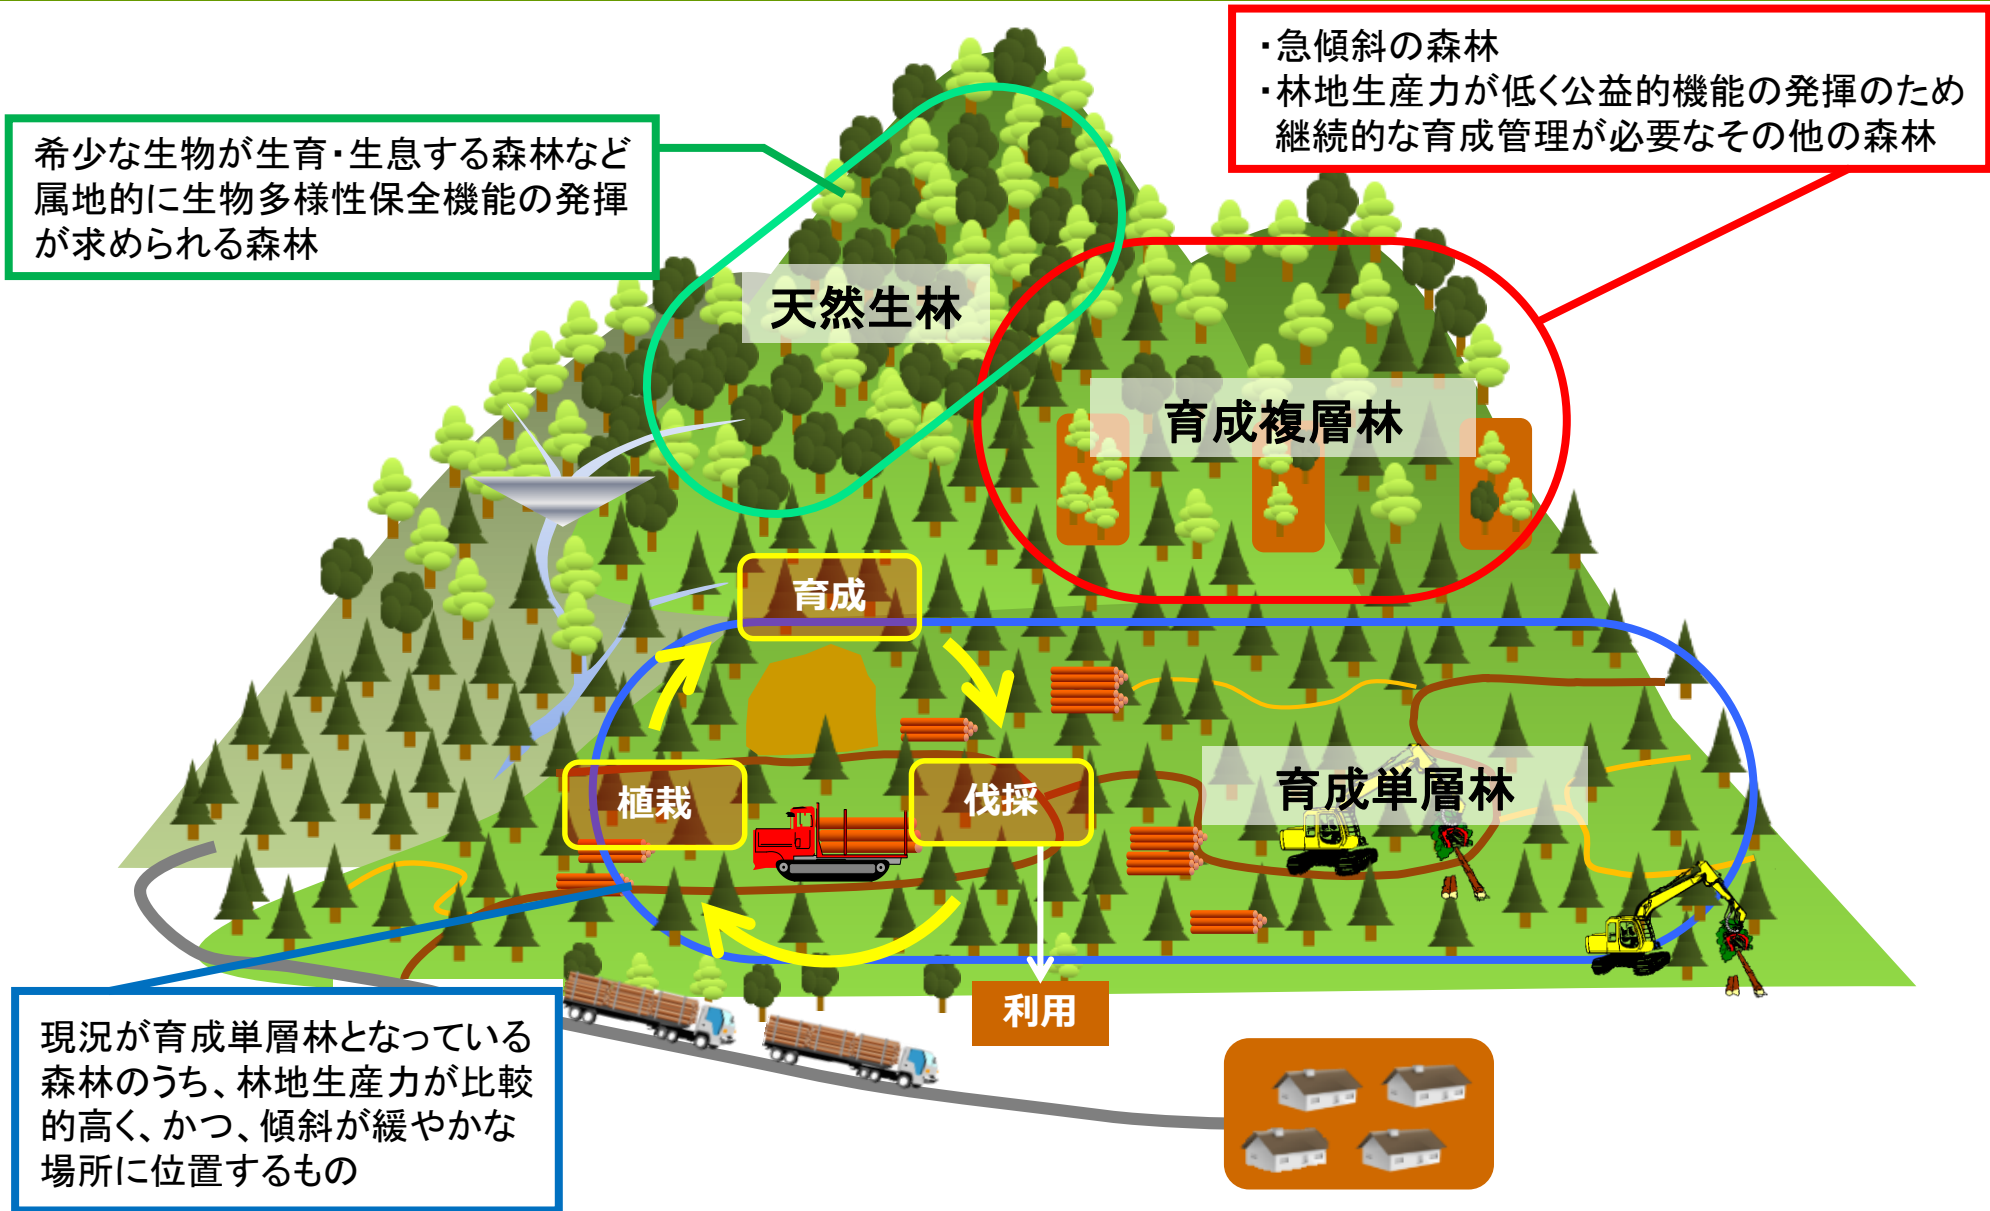 ・急傾斜の森林
・林地生産力が低く公益的機能の発揮のため
継続的な育成管理が必要なその他の森林
希少な生物が生育・生息する森林など
属地的に生物多様性保全機能の発揮
が求められる森林
天然生林
育成複層林
育成
育成単層林
植栽
伐採
利用
現況が育成単層林となっている
森林のうち、林地生産力が比較
的高く、かつ、傾斜が緩やかな
場所に位置するもの